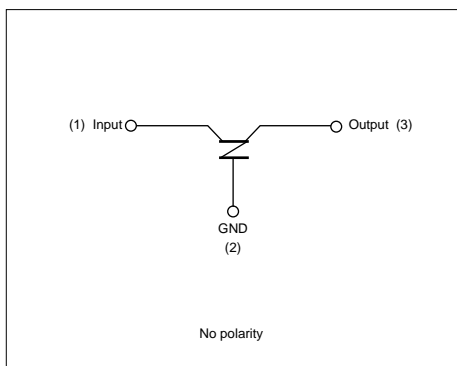 (1) Input Output (3)
GND
(2)
No polarity